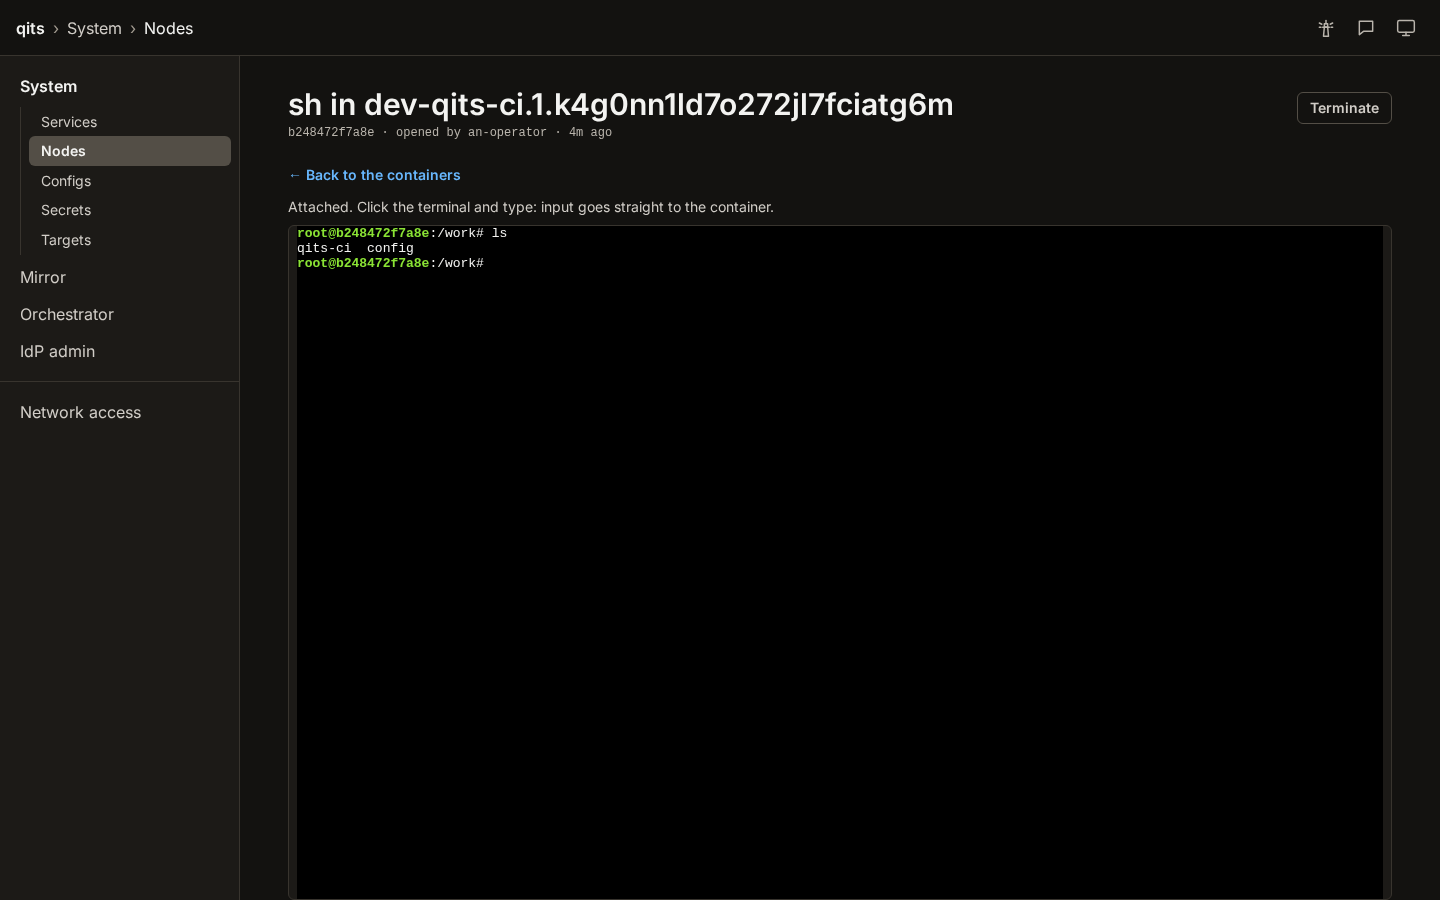 qits › System › Nodes
System
Services
Nodes
Configs
Secrets
Targets
Mirror
Orchestrator
IdP admin
Network access
sh in dev-qits-ci.1.k4g0nn1ld7o272jl7fciatg6m
Terminate
b248472f7a8e · opened by an-operator · 4m ago
← Back to the containers
Attached. Click the terminal and type: input goes straight to the container.
root@b248472f7a8e:/work# ls
qits-ci  config
root@b248472f7a8e:/work#